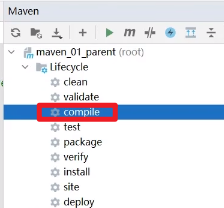 Maven
maven_01_parent (root)
Lifecycle
clean
validate
compile
test
package
verify
install
site
deploy